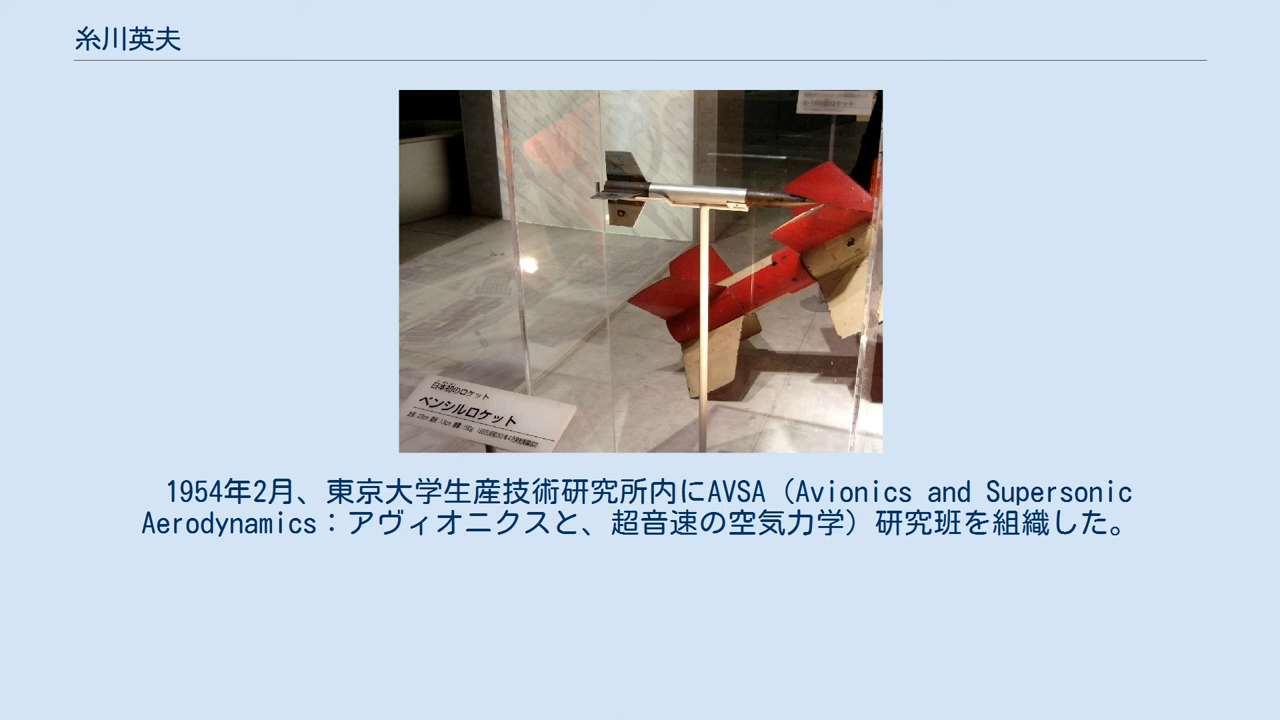 糸川英夫
日本初のロケット
ペンシルロケット
1954年2月、東京大学生産技術研究所内にAVSA（Avionics and Supersonic
Aerodynamics：アヴィオニクスと、超音速の空気力学）研究班を組織した。